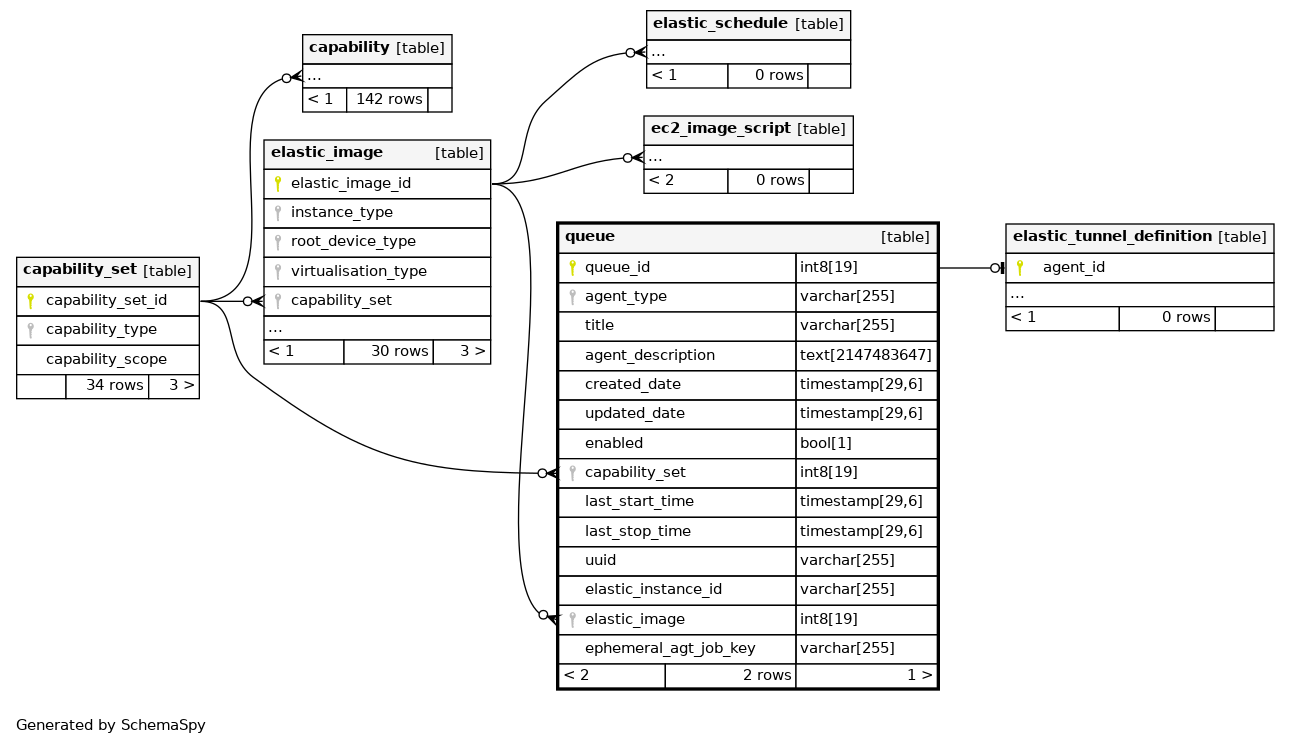 elastic_schedule [table]
...
< 1 0 rows
capability [table]
...
< 1 142 rows
ec2_image_script [table]
...
< 2 0 rows
elastic_image [table]
elastic_image_id
instance_type
root_device_type
virtualisation_type
capability_set
...
< 1 30 rows 3 >
capability_set [table]
capability_set_id
capability_type
capability_scope
34 rows 3 >
queue [table]
queue_id int8[19]
agent_type varchar[255]
title varchar[255]
agent_description text[2147483647]
created_date timestamp[29,6]
updated_date timestamp[29,6]
enabled bool[1]
capability_set int8[19]
last_start_time timestamp[29,6]
last_stop_time timestamp[29,6]
uuid varchar[255]
elastic_instance_id varchar[255]
elastic_image int8[19]
ephemeral_agt_job_key varchar[255]
< 2 2 rows 1 >
elastic_tunnel_definition [table]
agent_id
...
< 1 0 rows
Generated by SchemaSpy